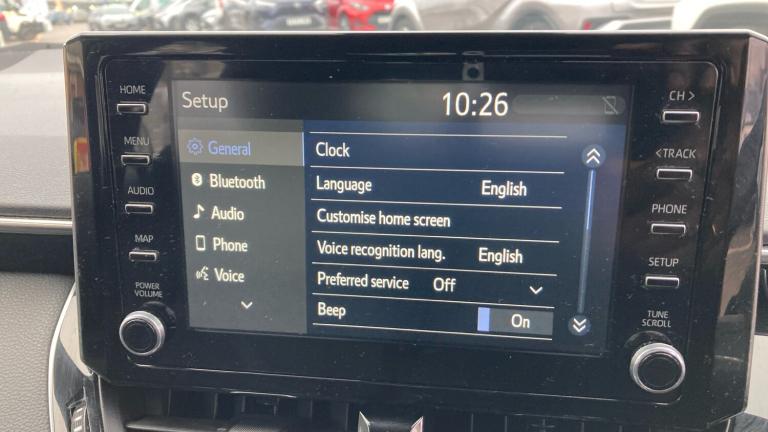 HOME
MENU
AUDIO
MAP
POWER
VOLUME
Setup 10:26
General
Bluetooth
Audio
Phone
Voice
Clock
Language English
Customise home screen
Voice recognition lang. English
Preferred service Off
Beep On
CH >
< TRACK
PHONE
SETUP
TUNE
SCROLL